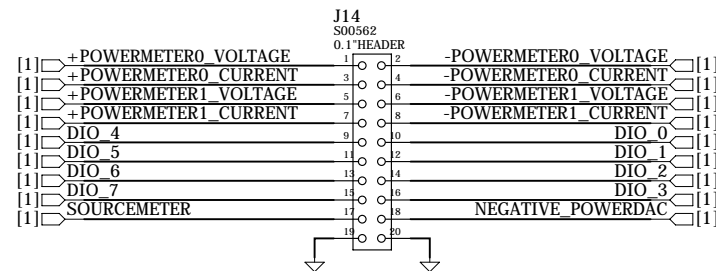 J14
S00562
0.1"HEADER
[1] +POWERMETER0_VOLTAGE 1 2 -POWERMETER0_VOLTAGE [1]
[1] +POWERMETER0_CURRENT 3 4 -POWERMETER0_CURRENT [1]
[1] +POWERMETER1_VOLTAGE 5 6 -POWERMETER1_VOLTAGE [1]
[1] +POWERMETER1_CURRENT 7 8 -POWERMETER1_CURRENT [1]
[1] DIO_4 9 10 DIO_0 [1]
[1] DIO_5 11 12 DIO_1 [1]
[1] DIO_6 13 14 DIO_2 [1]
[1] DIO_7 15 16 DIO_3 [1]
[1] SOURCEMETER 17 18 NEGATIVE_POWERDAC [1]
19 20